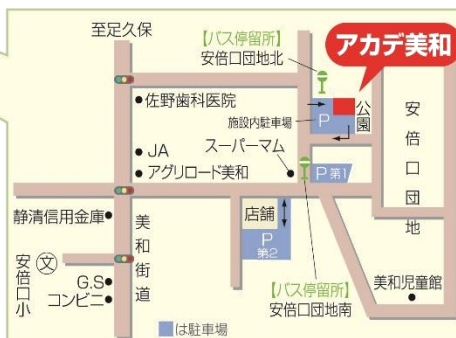 至足久保
【バス停留所】
安倍口団地北
アカデ美和
佐野歯科医院
施設内駐車場
P
公園
安倍口団地
スーパーマム
JA
アグリロード美和
P 第1
静清信用金庫
美和街道
店舗
P
第2
安倍口小
文
G.S
コンビニ
【バス停留所】
安倍口団地南
美和児童館
は駐車場